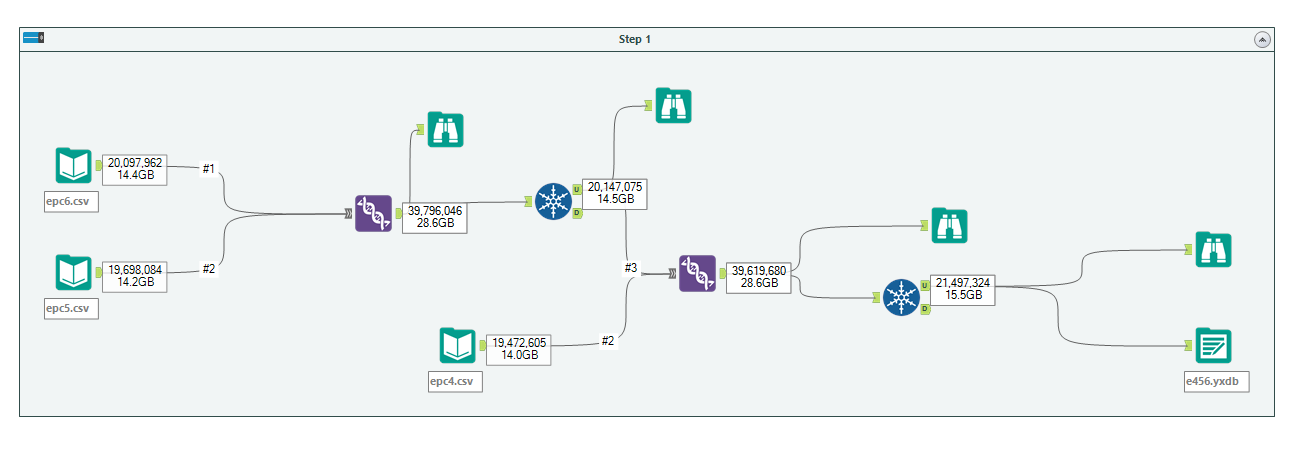 Step 1
20,097,962
14.4GB
#1
epc6.csv
19,698,084
14.2GB
#2
epc5.csv
39,796,046
28.6GB
U
D
20,147,075
14.5GB
#3
19,472,605
14.0GB
#2
epc4.csv
39,619,680
28.6GB
U
D
21,497,324
15.5GB
e456.yxdb